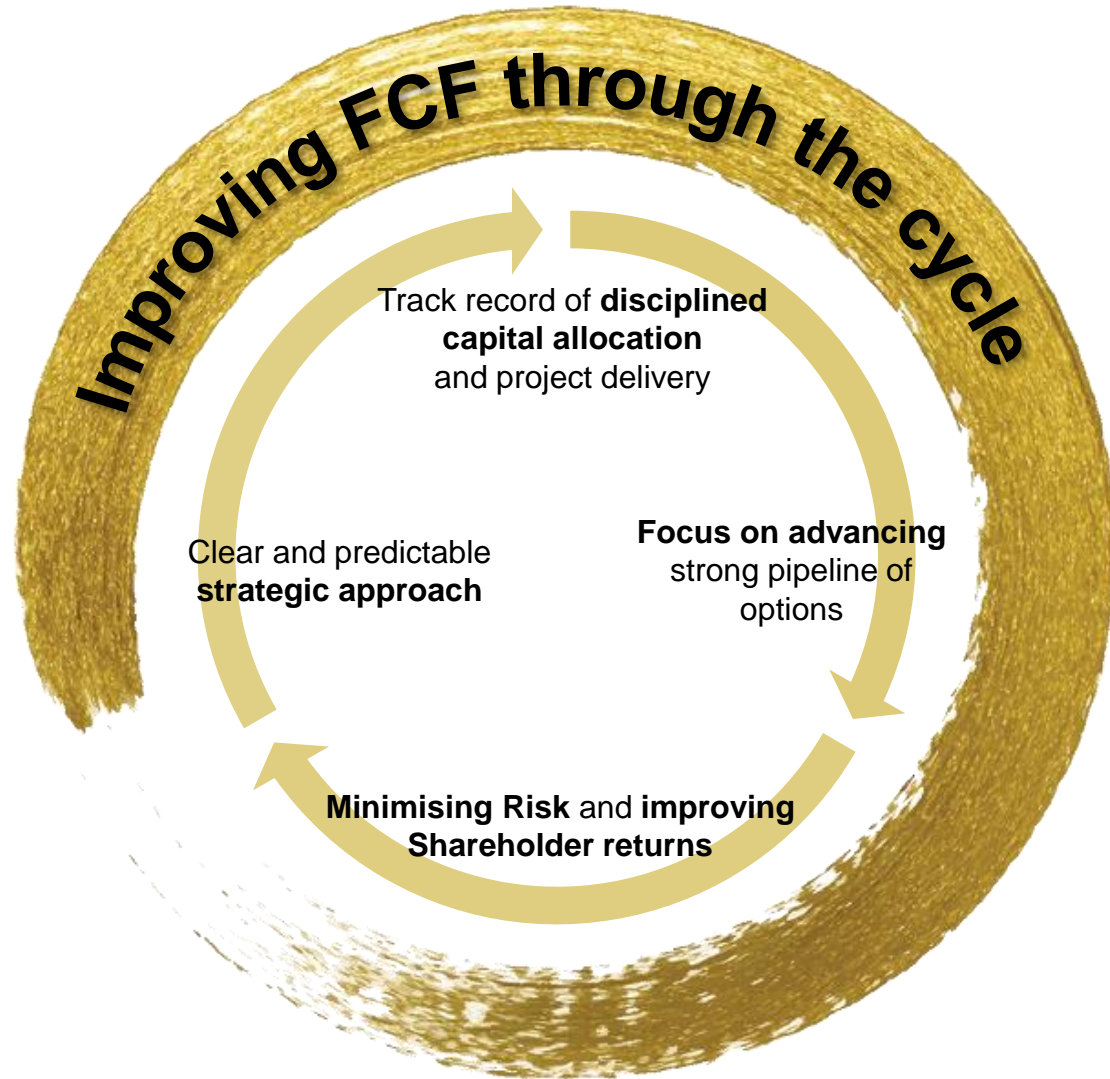 Improving FCF through the cycle
Track record of disciplined
capital allocation
and project delivery
Focus on advancing
strong pipeline of
options
Minimising Risk and improving
Shareholder returns
Clear and predictable
strategic approach